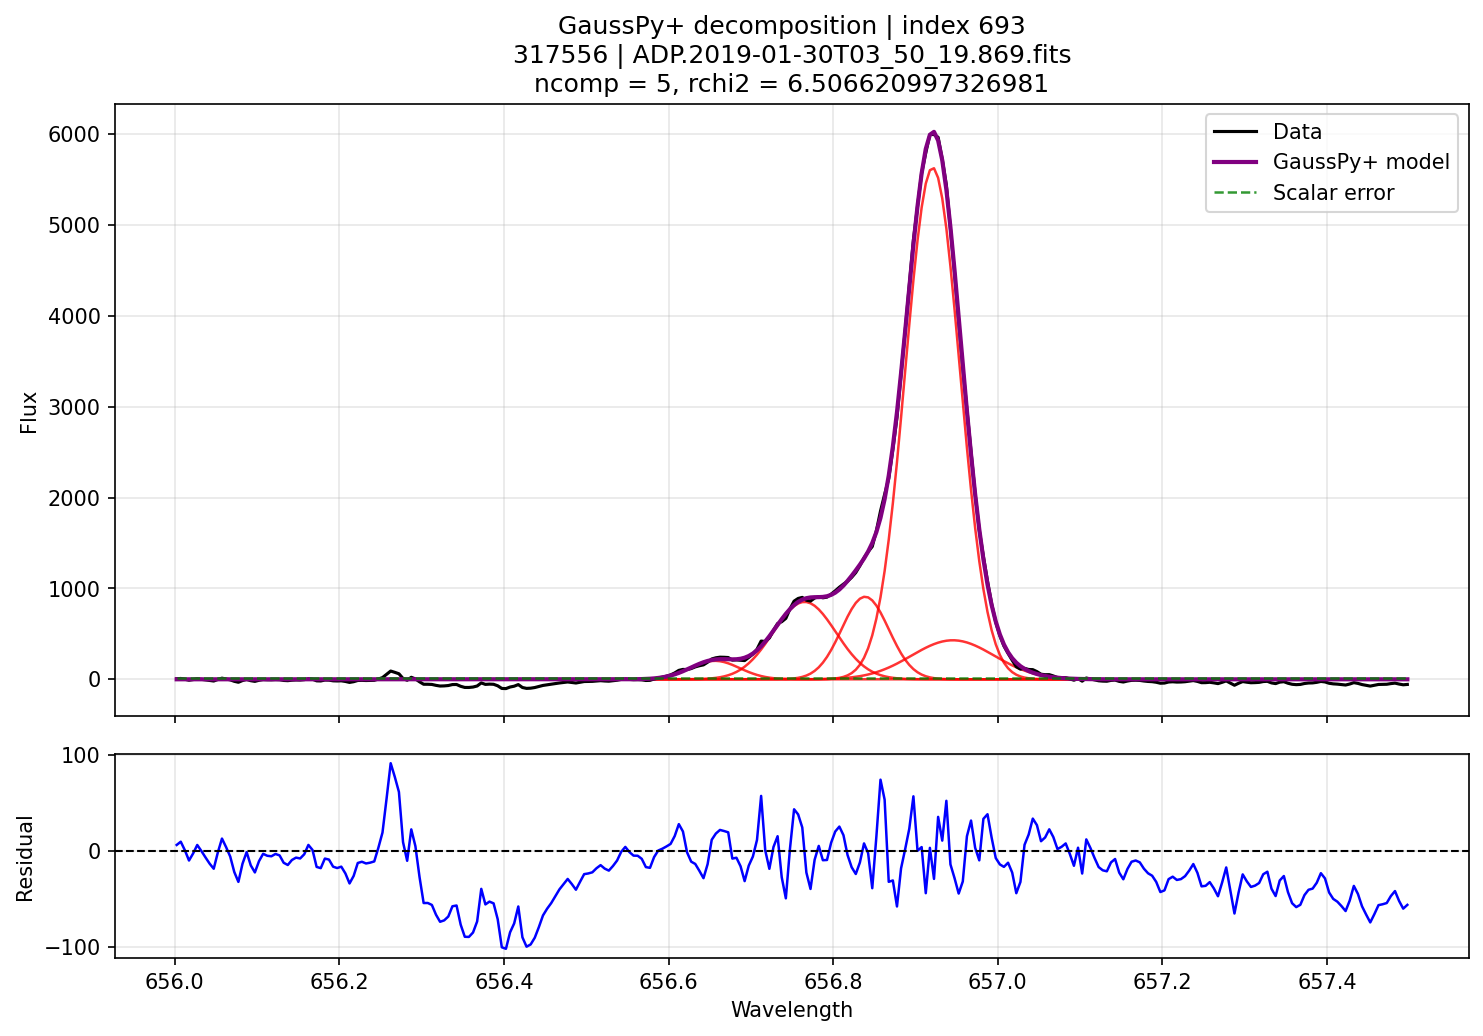 GaussPy+ decomposition | index 693
317556 | ADP.2019-01-30T03_50_19.869.fits
ncomp = 5, rchi2 = 6.506620997326981
Data
GaussPy+ model
Scalar error
Flux
6000
5000
4000
3000
2000
1000
0
Residual
100
0
−100
656.0
656.2
656.4
656.6
656.8
657.0
657.2
657.4
Wavelength